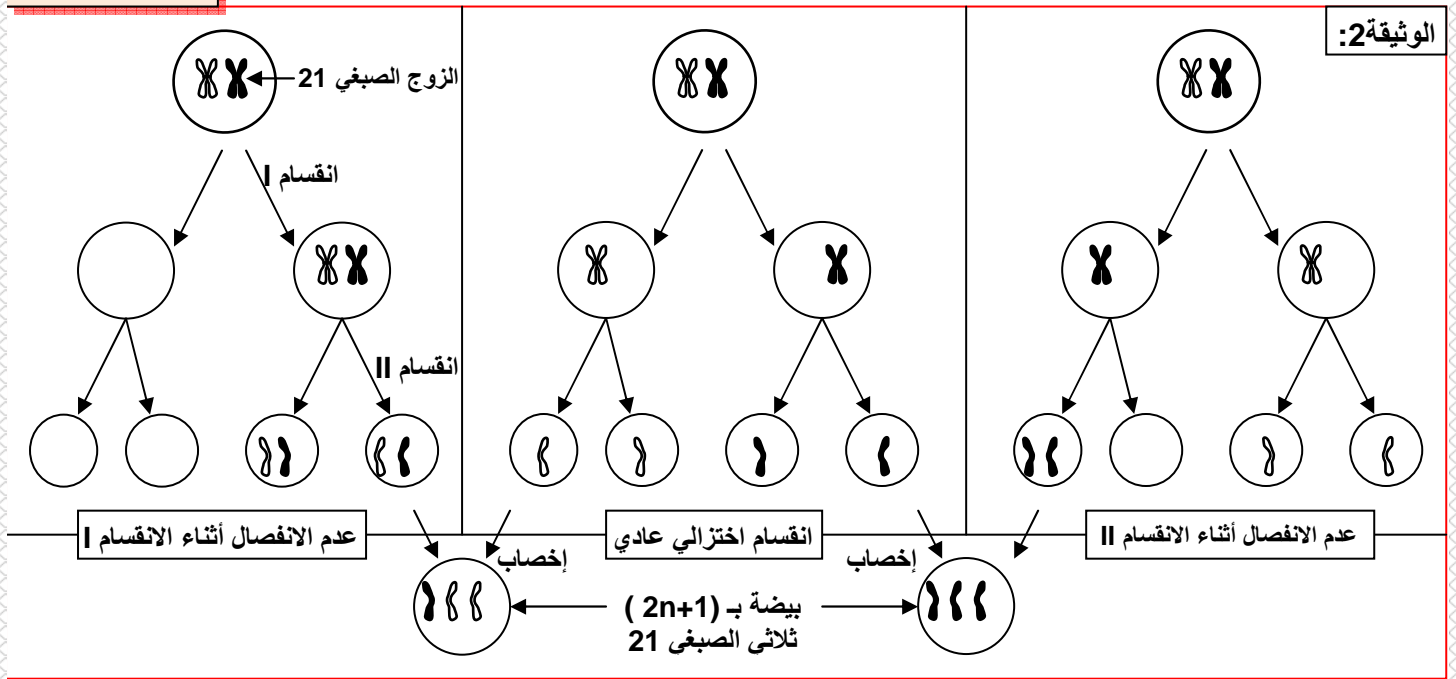 الوثيقة2:
الزوج الصبغي 21
انقسام I
انقسام II
عدم الانفصال أثناء الانقسام II
انقسام اختزالي عادي
عدم الانفصال أثناء الانقسام I
إخصاب
إخصاب
بيضة بـ (2n+1 )
ثلاثي الصبغي 21